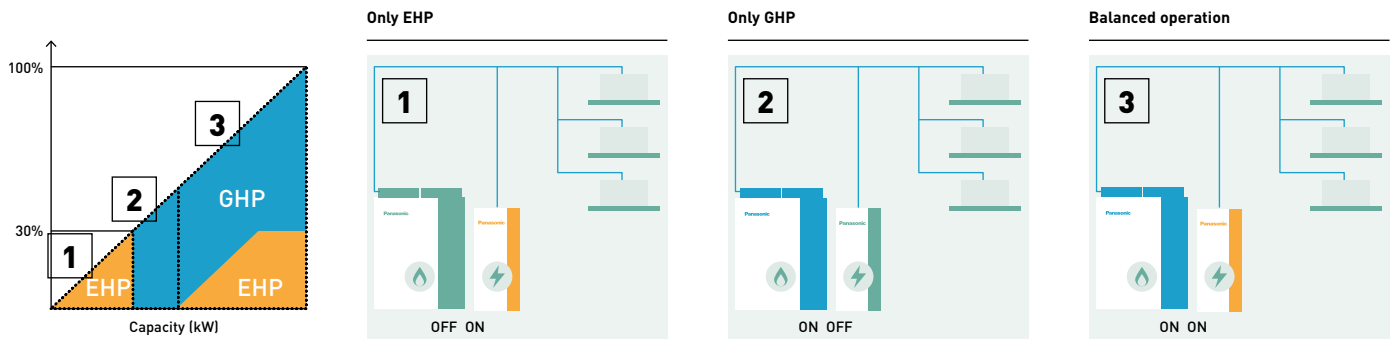 100%
30%
1
2
3
GHP
EHP
EHP
Capacity (kW)
Only EHP
1
Panasonic
Panasonic
OFF ON
Only GHP
2
Panasonic
Panasonic
ON OFF
Balanced operation
3
Panasonic
Panasonic
ON ON